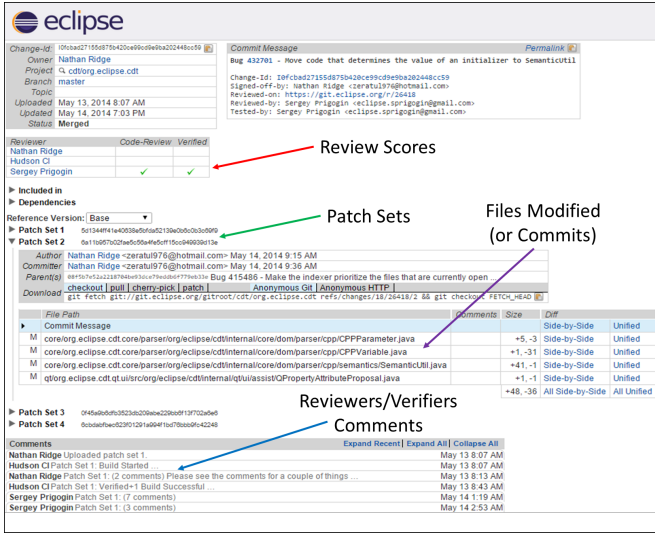 eclipse
Change-Id: I0fcbad27155d875b420ce99cd9e9ba202448cc59
Owner Nathan Ridge
Project cdt/org.eclipse.cdt
Branch master
Topic
Uploaded May 13, 2014 8:07 AM
Updated May 14, 2014 7:03 PM
Status Merged
Commit Message Permalink
Bug 432701 - Move code that determines the value of an initializer to SemanticUtil
Change-Id: I0fcbad27155d875b420ce99cd9e9ba202448cc59
Signed-off-by: Nathan Ridge <zeratul976@hotmail.com>
Reviewed-on: https://git.eclipse.org/r/26418
Reviewed-by: Sergey Prigogin <eclipse.sprigogin@gmail.com>
Tested-by: Sergey Prigogin <eclipse.sprigogin@gmail.com>
Reviewer Code-Review Verified
Nathan Ridge
Hudson CI
Sergey Prigogin ✓ ✓
Review Scores
Included in
Dependencies
Reference Version: Base
Patch Sets
Files Modified
(or Commits)
Patch Set 1
Patch Set 2
Author Nathan Ridge <zeratul976@hotmail.com> May 14, 2014 9:15 AM
Committer Nathan Ridge <zeratul976@hotmail.com> May 14, 2014 9:36 AM
Parent(s) Bug 415486 - Make the indexer prioritize the files that are currently open ...
Download checkout | pull | cherry-pick | patch | Anonymous Git | Anonymous HTTP |
git fetch git://git.eclipse.org/gitroot/cdt/org.eclipse.cdt refs/changes/18/26418/2 && git checkout FETCH_HEAD
File Path Comments Size Diff
Commit Message Side-by-Side Unified
M core/org.eclipse.cdt.core/parser/org/eclipse/cdt/internal/core/dom/parser/cpp/CPPParameter.java +5, -3 Side-by-Side Unified
M core/org.eclipse.cdt.core/parser/org/eclipse/cdt/internal/core/dom/parser/cpp/CPPVariable.java +1, -31 Side-by-Side Unified
M core/org.eclipse.cdt.core/parser/org/eclipse/cdt/internal/core/dom/parser/cpp/semantics/SemanticUtil.java +41, -1 Side-by-Side Unified
M qt/org.eclipse.cdt.qt.ui/src/org/eclipse/cdt/internal/qt/ui/assist/QPropertyAttributeProposal.java +1, -1 Side-by-Side Unified
+48, -36 All Side-by-Side All Unified
Reviewers/Verifiers
Comments
Patch Set 3
Patch Set 4
Comments Expand Recent | Expand All | Collapse All
Nathan Ridge Uploaded patch set 1. May 13 8:07 AM
Hudson CI Patch Set 1: Build Started ... May 13 8:07 AM
Nathan Ridge Patch Set 1: (2 comments) Please see the comments for a couple of things ... May 13 8:13 AM
Hudson CI Patch Set 1: Verified+1 Build Successful ... May 13 8:43 AM
Sergey Prigogin Patch Set 1: (7 comments) May 14 1:19 AM
Sergey Prigogin Patch Set 1: (3 comments) May 14 2:53 AM